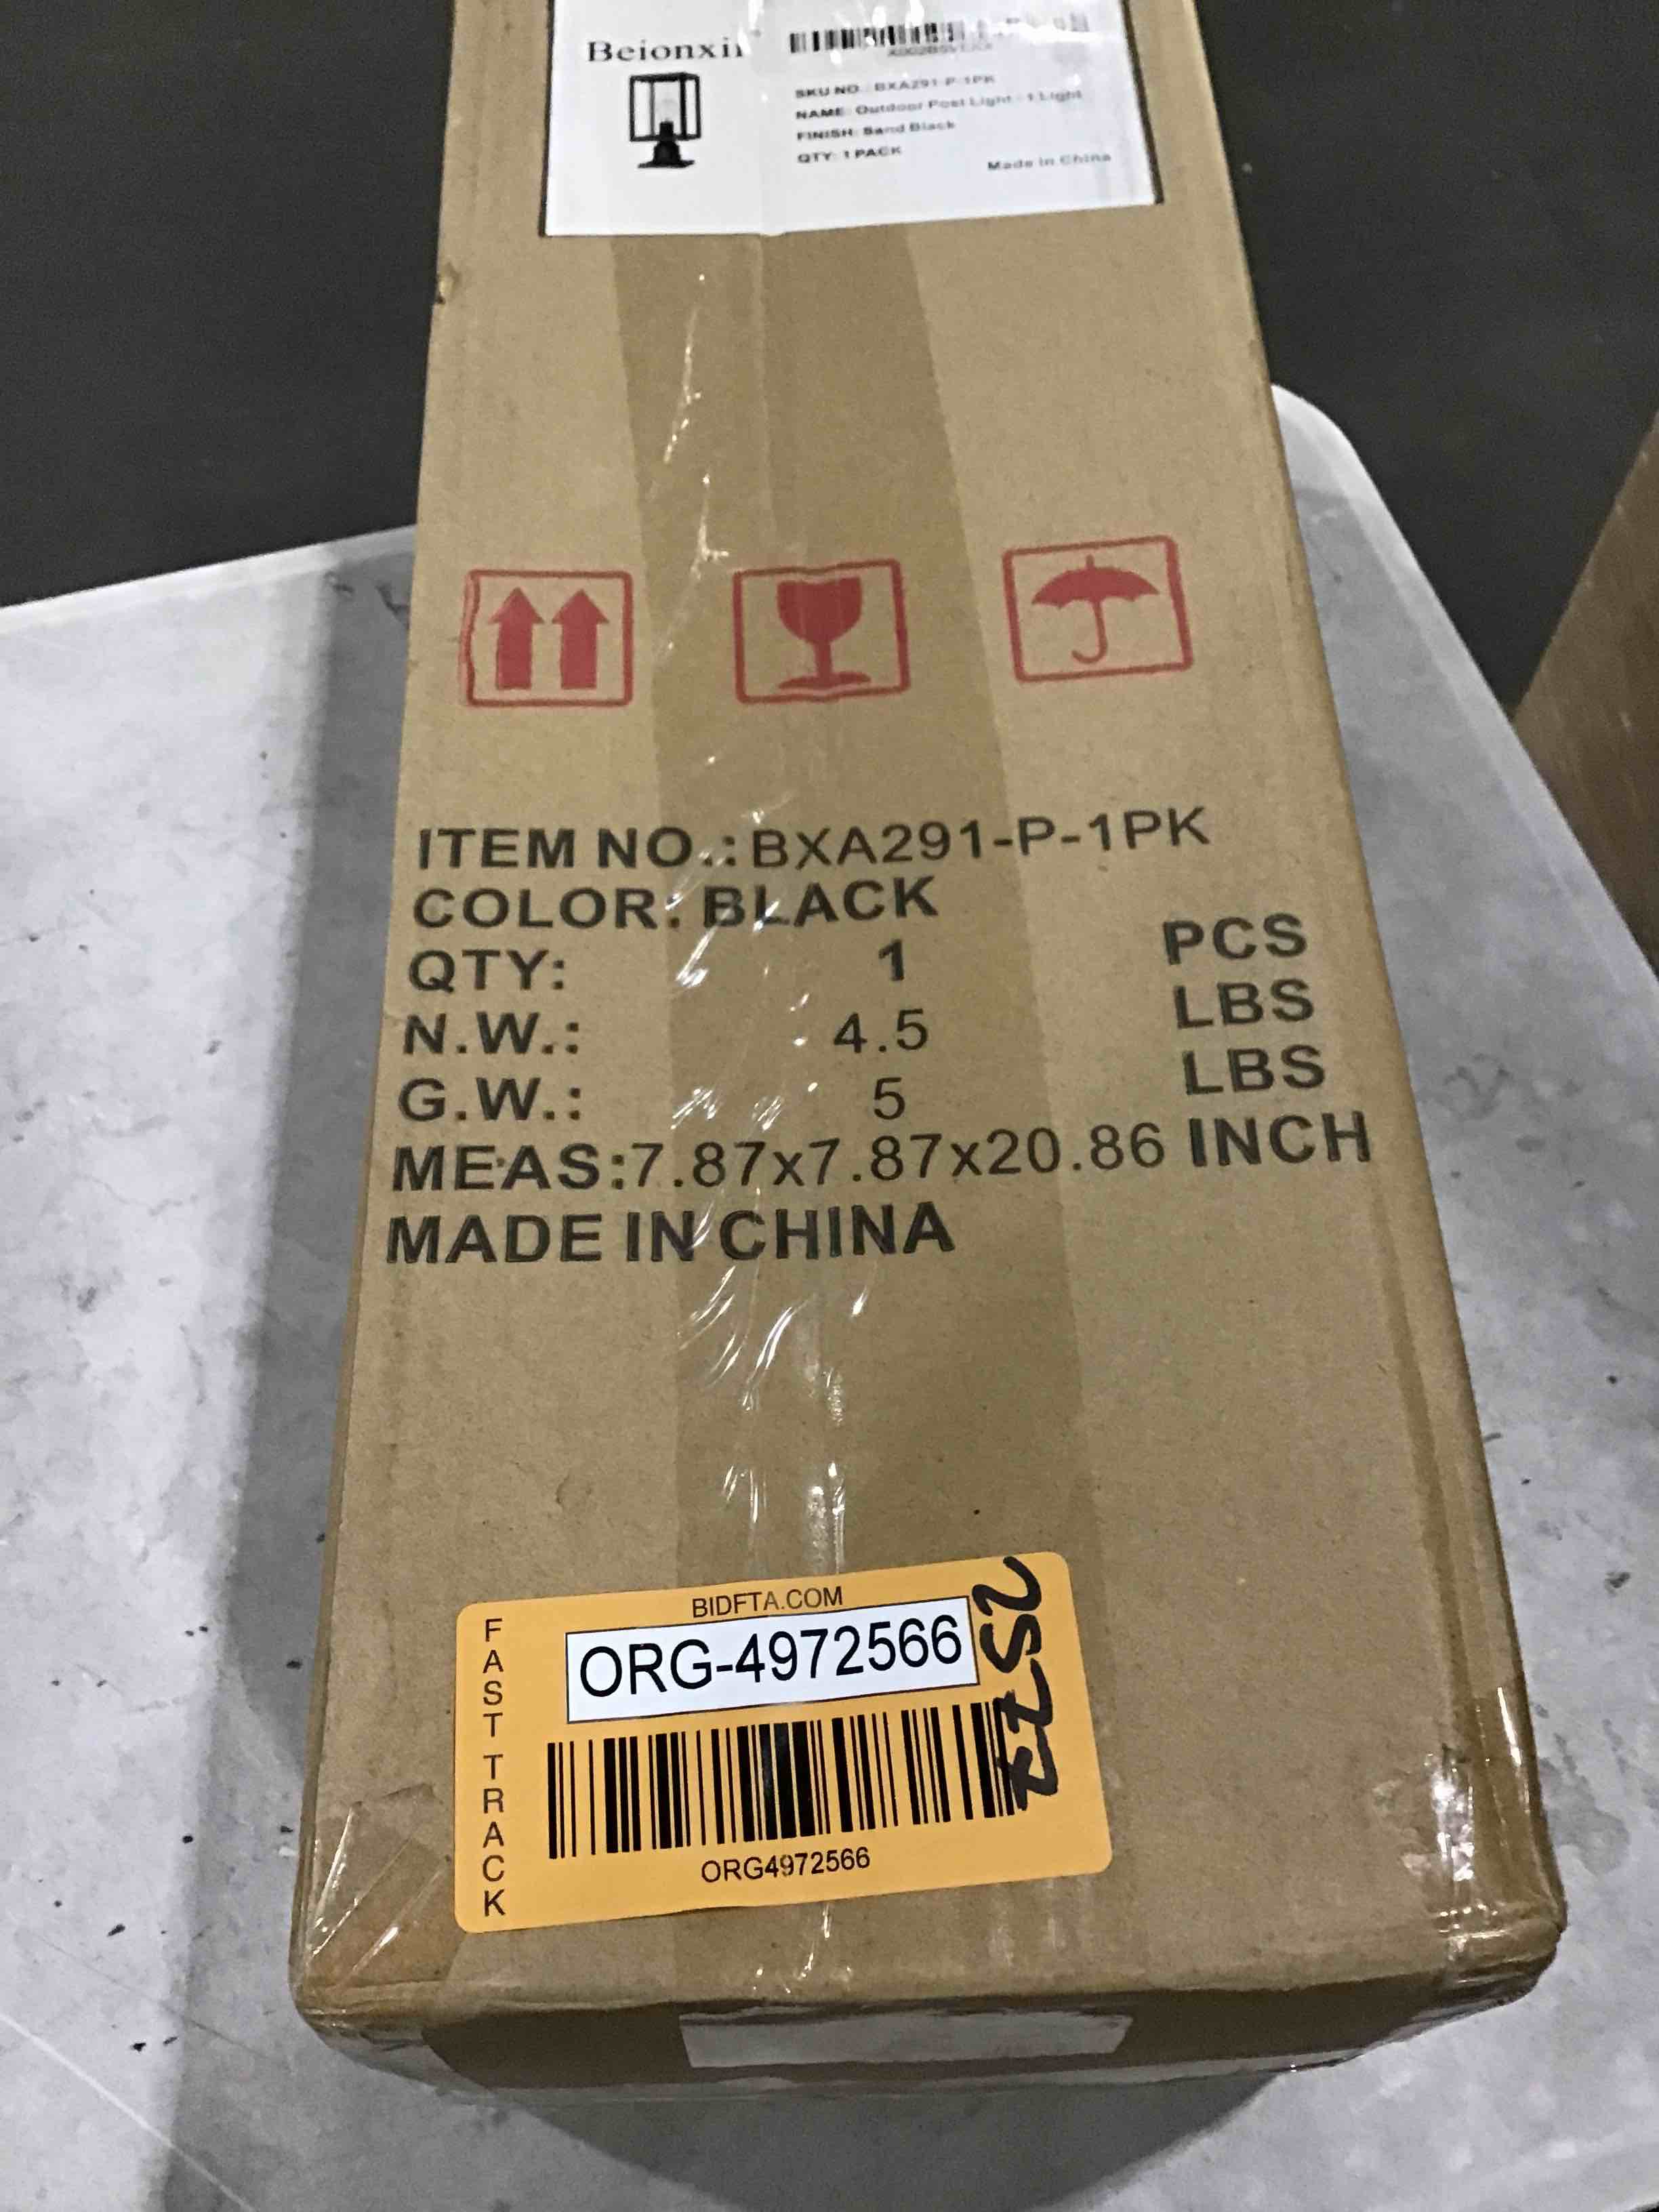 Beionxii
SKU NO.: BXA291-P-1PK
NAME: Outdoor Post Light - 1 Light
FINISH: Sand Black
QTY: 1 PACK
Made in China
ITEM NO.: BXA291-P-1PK
COLOR: BLACK
QTY: 1 PCS
N.W.: 4.5 LBS
G.W.: 5 LBS
MEAS:7.87x7.87x20.86 INCH
MADE IN CHINA
BIDFTA.COM
FAST TRACK
ORG-4972566
ORG4972566